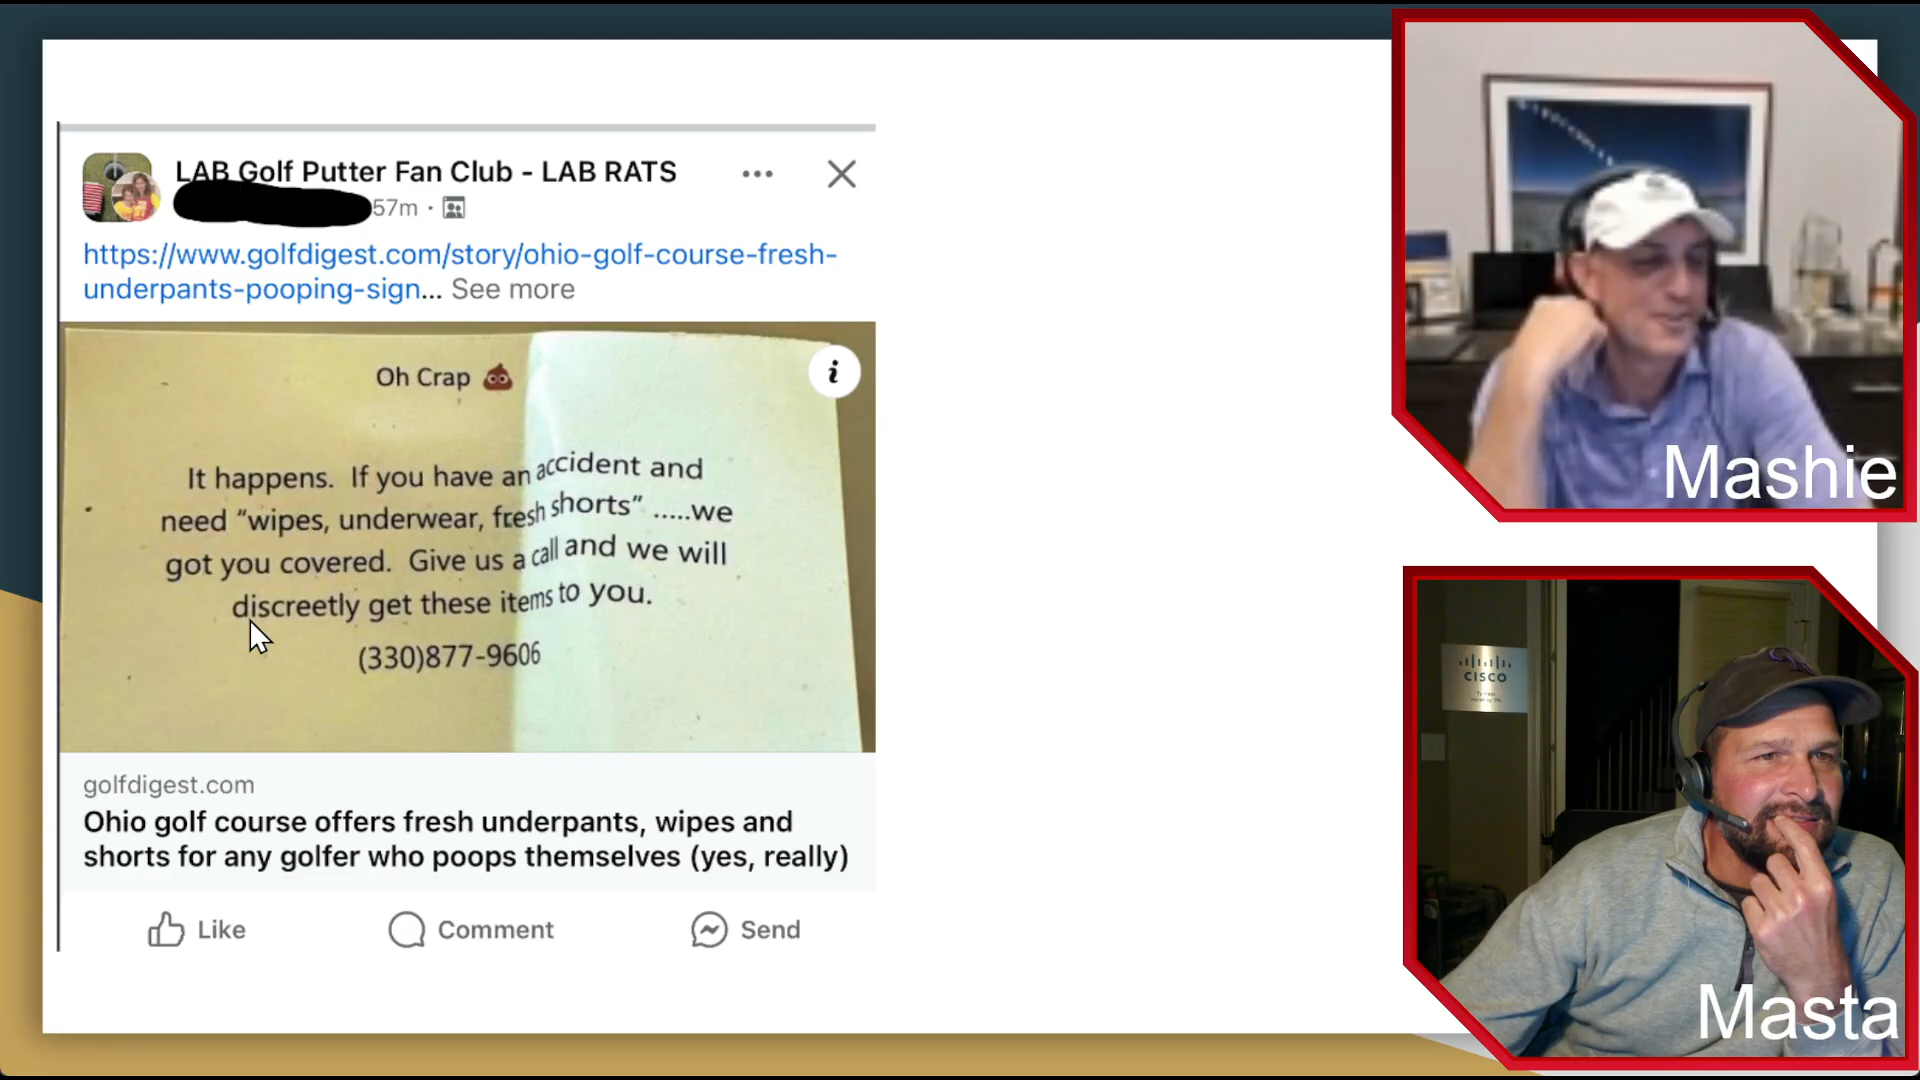 LAB Golf Putter Fan Club - LAB RATS
57m ·
https://www.golfdigest.com/story/ohio-golf-course-fresh-
underpants-pooping-sign... See more
Oh Crap 💩
It happens. If you have an accident and
need “wipes, underwear, fresh shorts” .....we
got you covered. Give us a call and we will
discreetly get these items to you.
(330)877-9606
golfdigest.com
Ohio golf course offers fresh underpants, wipes and
shorts for any golfer who poops themselves (yes, really)
Like
Comment
Send
Mashie
CISCO
Masta